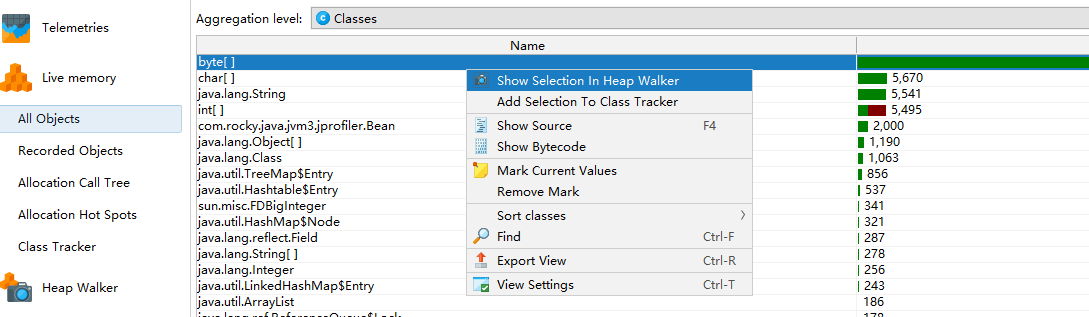 Telemetries
Live memory
All Objects
Recorded Objects
Allocation Call Tree
Allocation Hot Spots
Class Tracker
Heap Walker
Aggregation level: C Classes
Name
byte[ ]
char[ ] 5,670
java.lang.String 5,541
int[ ] 5,495
com.rocky.java.jvm3.jprofiler.Bean 2,000
java.lang.Object[ ] 1,190
java.lang.Class 1,063
java.util.TreeMap$Entry 856
java.util.Hashtable$Entry 537
sun.misc.FDBigInteger 341
java.util.HashMap$Node 321
java.lang.reflect.Field 287
java.lang.String[ ] 278
java.lang.Integer 256
java.util.LinkedHashMap$Entry 243
java.util.ArrayList 186
java.lang.ref.ReferenceQueue$Lock 178
Show Selection In Heap Walker
Add Selection To Class Tracker
Show Source F4
Show Bytecode
Mark Current Values
Remove Mark
Sort classes
Find Ctrl-F
Export View Ctrl-R
View Settings Ctrl-T